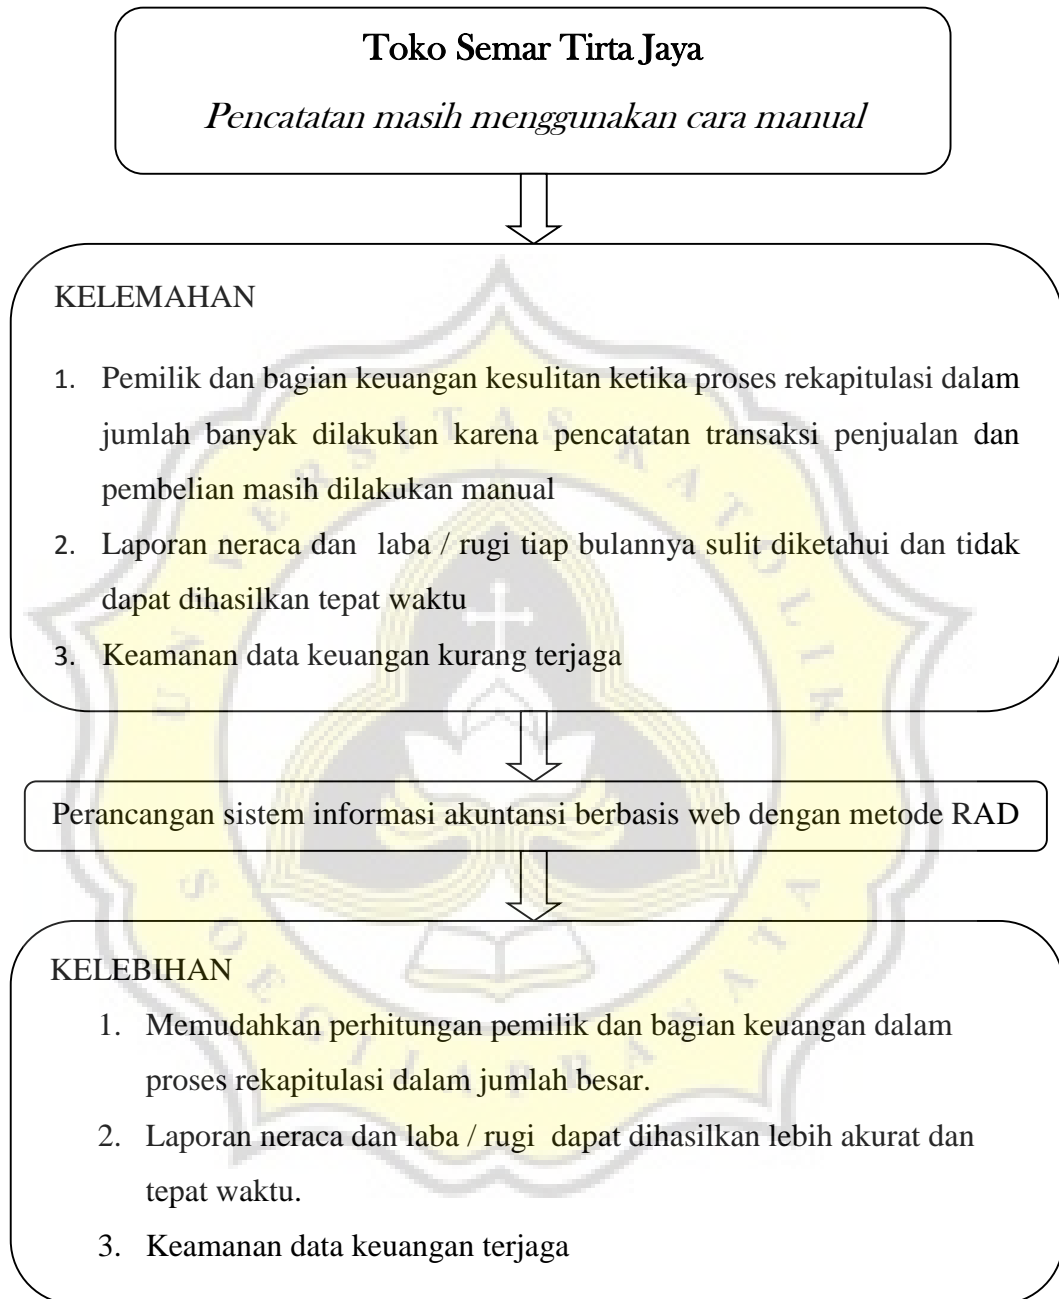 Toko Semar Tirta Jaya
Pencatatan masih menggunakan cara manual
KELEMAHAN
1. Pemilik dan bagian keuangan kesulitan ketika proses rekapitulasi dalam
jumlah banyak dilakukan karena pencatatan transaksi penjualan dan
pembelian masih dilakukan manual
2. Laporan neraca dan laba / rugi tiap bulannya sulit diketahui dan tidak
dapat dihasilkan tepat waktu
3. Keamanan data keuangan kurang terjaga
Perancangan sistem informasi akuntansi berbasis web dengan metode RAD
KELEBIHAN
1. Memudahkan perhitungan pemilik dan bagian keuangan dalam
proses rekapitulasi dalam jumlah besar.
2. Laporan neraca dan laba / rugi dapat dihasilkan lebih akurat dan
tepat waktu.
3. Keamanan data keuangan terjaga
UNIVERSITAS KATOLIK
SOEGIJAPRANATA